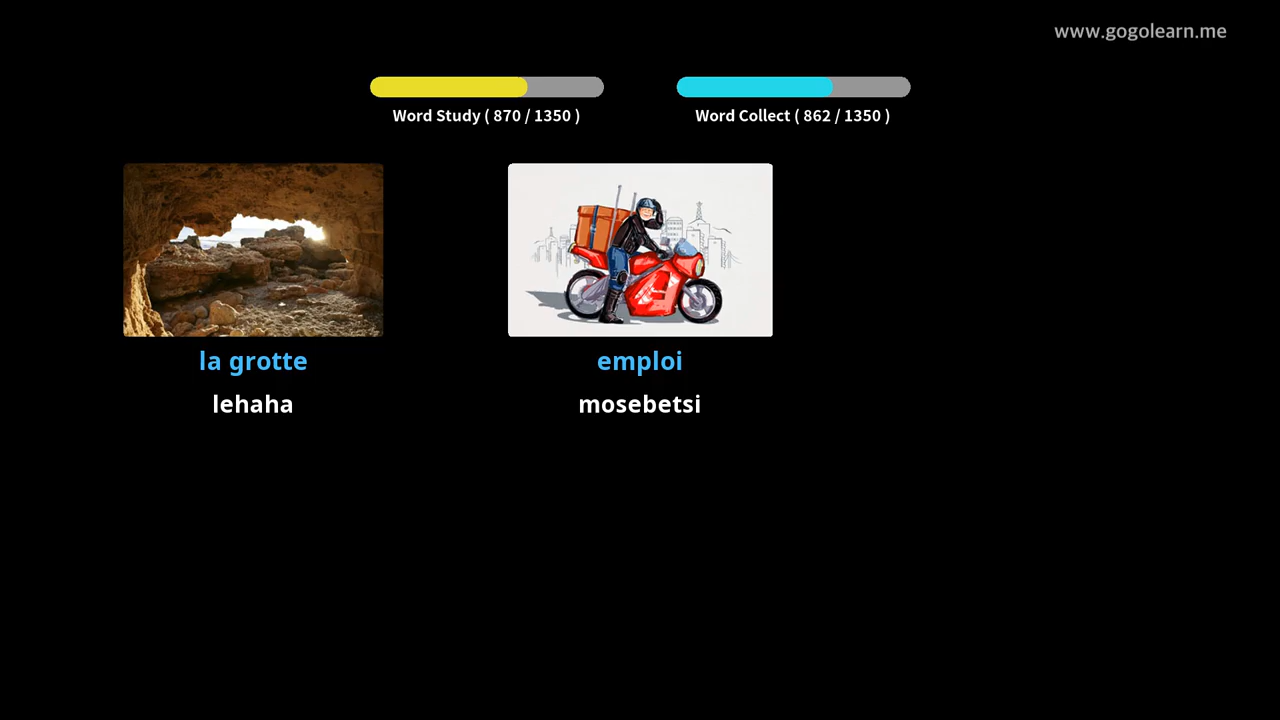 www.gogolearn.me
Word Study ( 870 / 1350 )
Word Collect ( 862 / 1350 )
la grotte
lehaha
emploi
mosebetsi